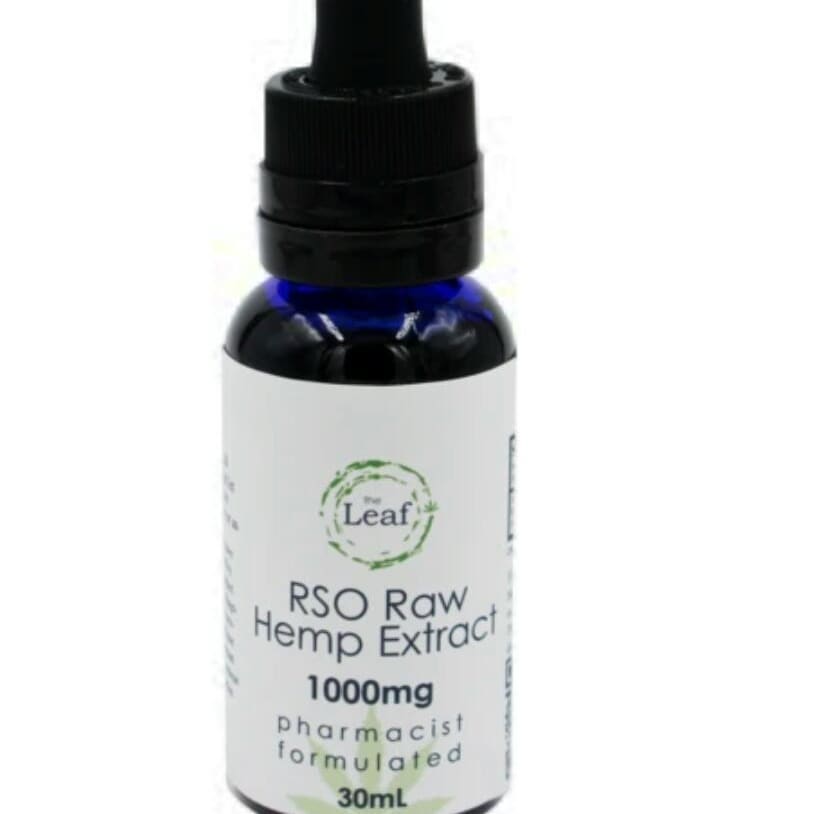 the
Leaf
RSO Raw
Hemp Extract
1000mg
pharmacist
formulated
30mL